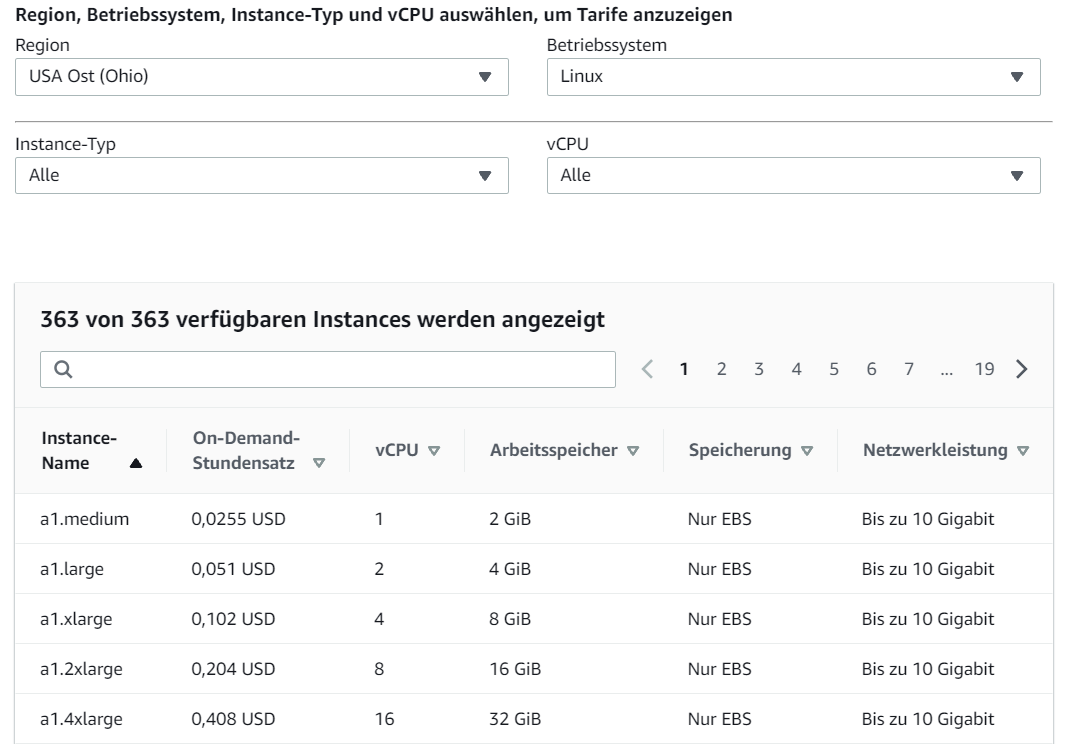 Region, Betriebssystem, Instance-Typ und vCPU auswählen, um Tarife anzuzeigen
Region Betriebssystem
USA Ost (Ohio) Linux
Instance-Typ vCPU
Alle Alle
363 von 363 verfügbaren Instances werden angezeigt
1 2 3 4 5 6 7 ... 19
Instance-Name On-Demand-Stundensatz vCPU Arbeitsspeicher Speicherung Netzwerkleistung
a1.medium 0,0255 USD 1 2 GiB Nur EBS Bis zu 10 Gigabit
a1.large 0,051 USD 2 4 GiB Nur EBS Bis zu 10 Gigabit
a1.xlarge 0,102 USD 4 8 GiB Nur EBS Bis zu 10 Gigabit
a1.2xlarge 0,204 USD 8 16 GiB Nur EBS Bis zu 10 Gigabit
a1.4xlarge 0,408 USD 16 32 GiB Nur EBS Bis zu 10 Gigabit